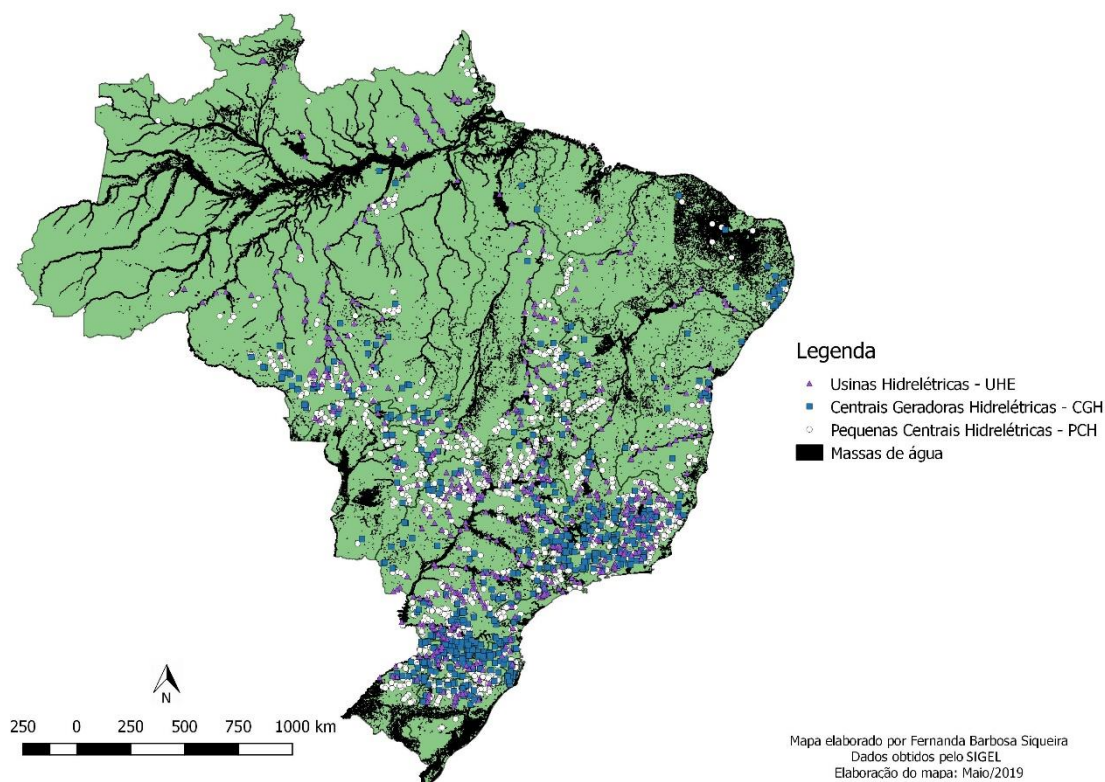 Legenda
Usinas Hidrelétricas - UHE
Centrais Geradoras Hidrelétricas - CGH
Pequenas Centrais Hidrelétricas - PCH
Massas de água
N
250 0 250 500 750 1000 km
Mapa elaborado por Fernanda Barbosa Siqueira
Dados obtidos pelo SIGEL
Elaboração do mapa: Maio/2019